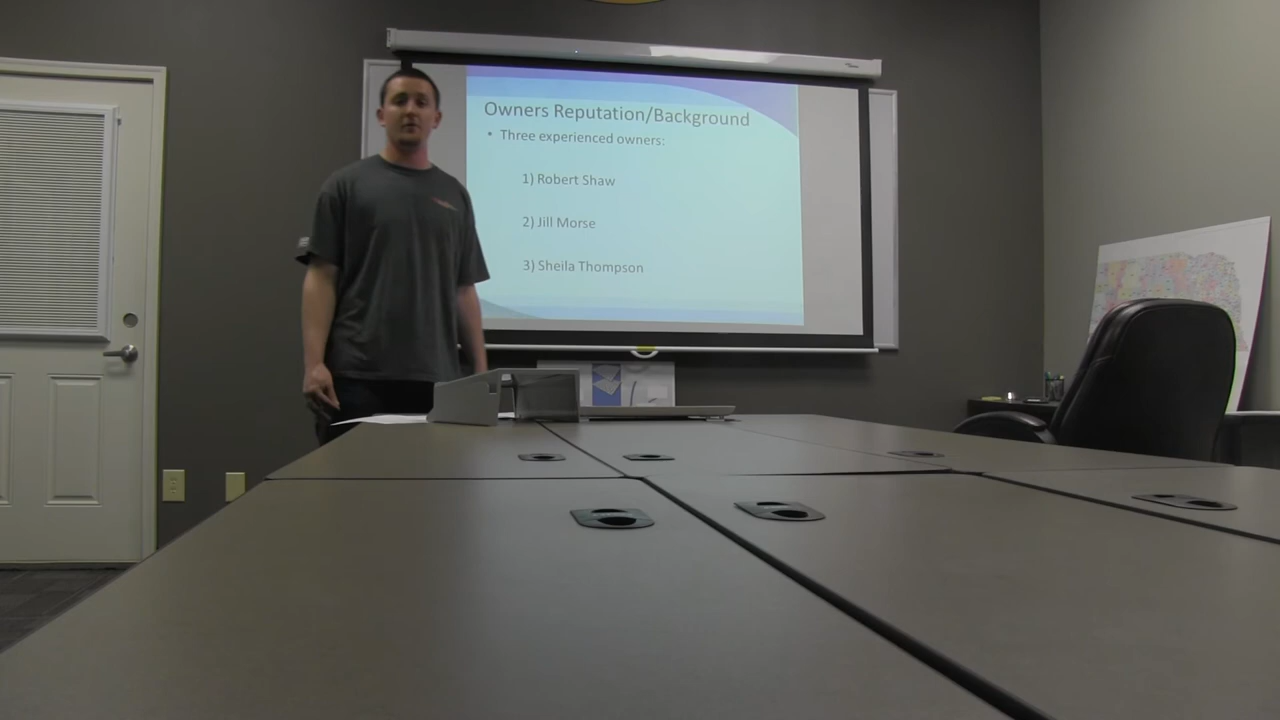 Owners Reputation/Background
• Three experienced owners:
1) Robert Shaw
2) Jill Morse
3) Sheila Thompson